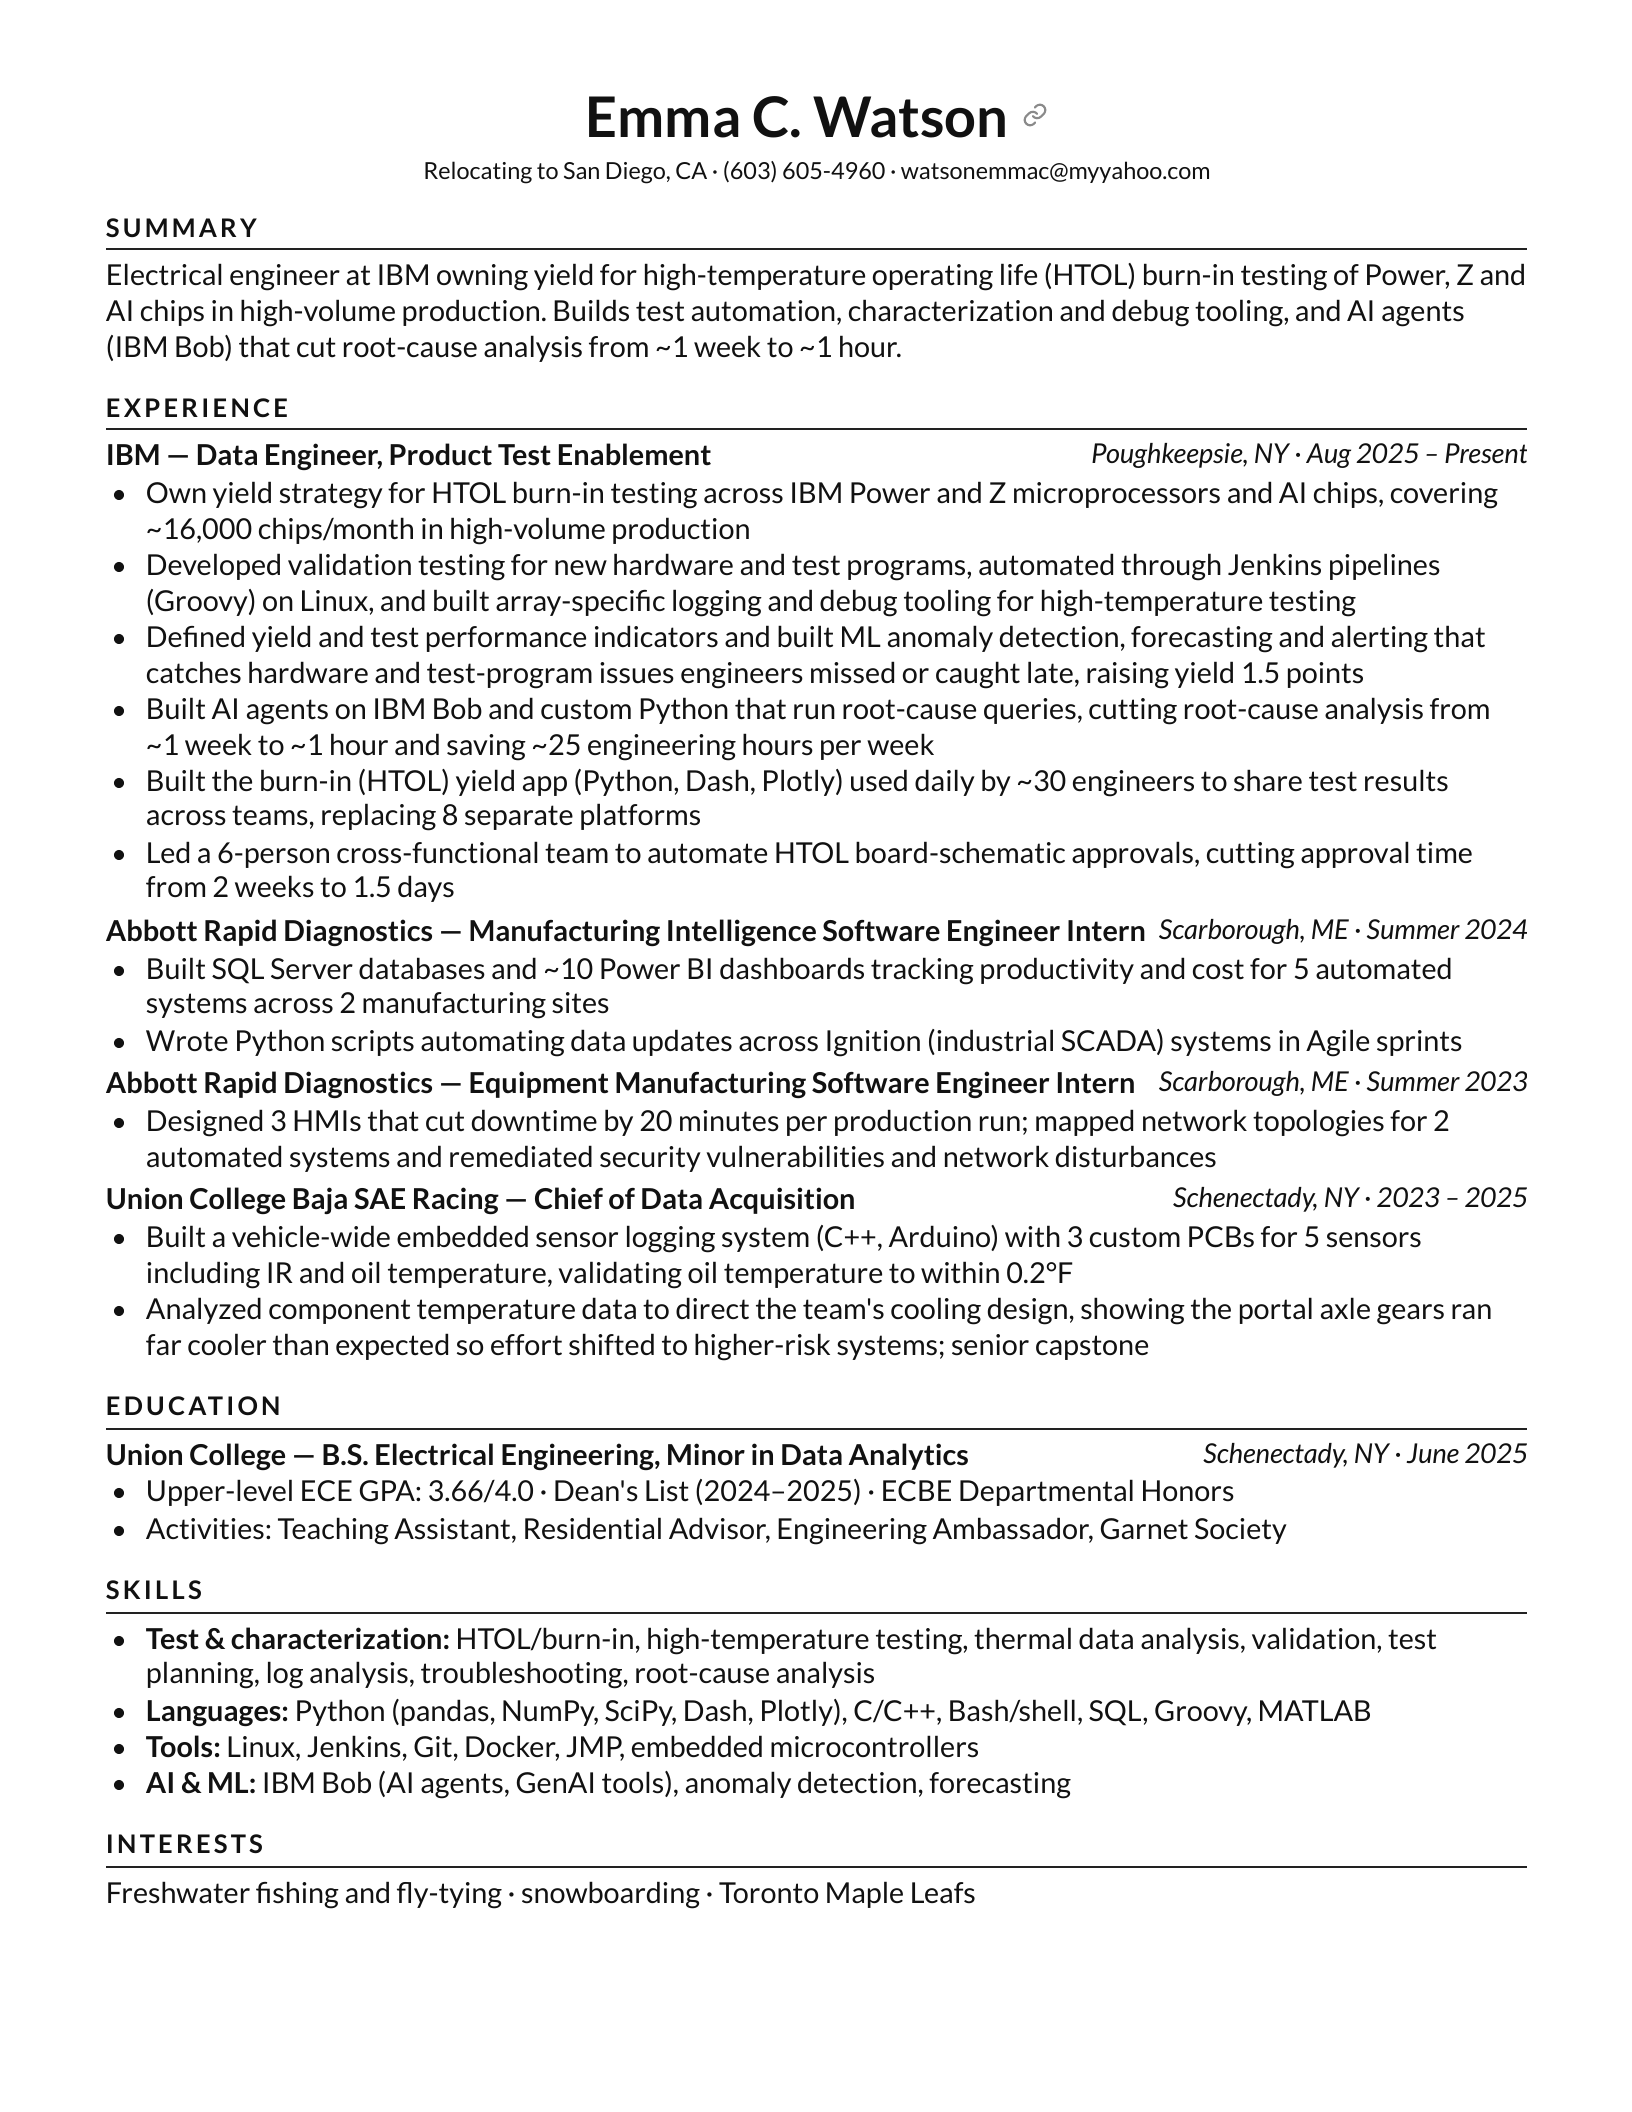 Emma C. Watson
Relocating to San Diego, CA · (603) 605-4960 · watsonemmac@myyahoo.com
SUMMARY
Electrical engineer at IBM owning yield for high-temperature operating life (HTOL) burn-in testing of Power, Z and
AI chips in high-volume production. Builds test automation, characterization and debug tooling, and AI agents
(IBM Bob) that cut root-cause analysis from ~1 week to ~1 hour.
EXPERIENCE
IBM — Data Engineer, Product Test Enablement Poughkeepsie, NY · Aug 2025 – Present
• Own yield strategy for HTOL burn-in testing across IBM Power and Z microprocessors and AI chips, covering
~16,000 chips/month in high-volume production
• Developed validation testing for new hardware and test programs, automated through Jenkins pipelines
(Groovy) on Linux, and built array-specific logging and debug tooling for high-temperature testing
• Defined yield and test performance indicators and built ML anomaly detection, forecasting and alerting that
catches hardware and test-program issues engineers missed or caught late, raising yield 1.5 points
• Built AI agents on IBM Bob and custom Python that run root-cause queries, cutting root-cause analysis from
~1 week to ~1 hour and saving ~25 engineering hours per week
• Built the burn-in (HTOL) yield app (Python, Dash, Plotly) used daily by ~30 engineers to share test results
across teams, replacing 8 separate platforms
• Led a 6-person cross-functional team to automate HTOL board-schematic approvals, cutting approval time
from 2 weeks to 1.5 days
Abbott Rapid Diagnostics — Manufacturing Intelligence Software Engineer Intern Scarborough, ME · Summer 2024
• Built SQL Server databases and ~10 Power BI dashboards tracking productivity and cost for 5 automated
systems across 2 manufacturing sites
• Wrote Python scripts automating data updates across Ignition (industrial SCADA) systems in Agile sprints
Abbott Rapid Diagnostics — Equipment Manufacturing Software Engineer Intern Scarborough, ME · Summer 2023
• Designed 3 HMIs that cut downtime by 20 minutes per production run; mapped network topologies for 2
automated systems and remediated security vulnerabilities and network disturbances
Union College Baja SAE Racing — Chief of Data Acquisition Schenectady, NY · 2023 – 2025
• Built a vehicle-wide embedded sensor logging system (C++, Arduino) with 3 custom PCBs for 5 sensors
including IR and oil temperature, validating oil temperature to within 0.2°F
• Analyzed component temperature data to direct the team's cooling design, showing the portal axle gears ran
far cooler than expected so effort shifted to higher-risk systems; senior capstone
EDUCATION
Union College — B.S. Electrical Engineering, Minor in Data Analytics Schenectady, NY · June 2025
• Upper-level ECE GPA: 3.66/4.0 · Dean's List (2024–2025) · ECBE Departmental Honors
• Activities: Teaching Assistant, Residential Advisor, Engineering Ambassador, Garnet Society
SKILLS
• Test & characterization: HTOL/burn-in, high-temperature testing, thermal data analysis, validation, test
planning, log analysis, troubleshooting, root-cause analysis
• Languages: Python (pandas, NumPy, SciPy, Dash, Plotly), C/C++, Bash/shell, SQL, Groovy, MATLAB
• Tools: Linux, Jenkins, Git, Docker, JMP, embedded microcontrollers
• AI & ML: IBM Bob (AI agents, GenAI tools), anomaly detection, forecasting
INTERESTS
Freshwater fishing and fly-tying · snowboarding · Toronto Maple Leafs